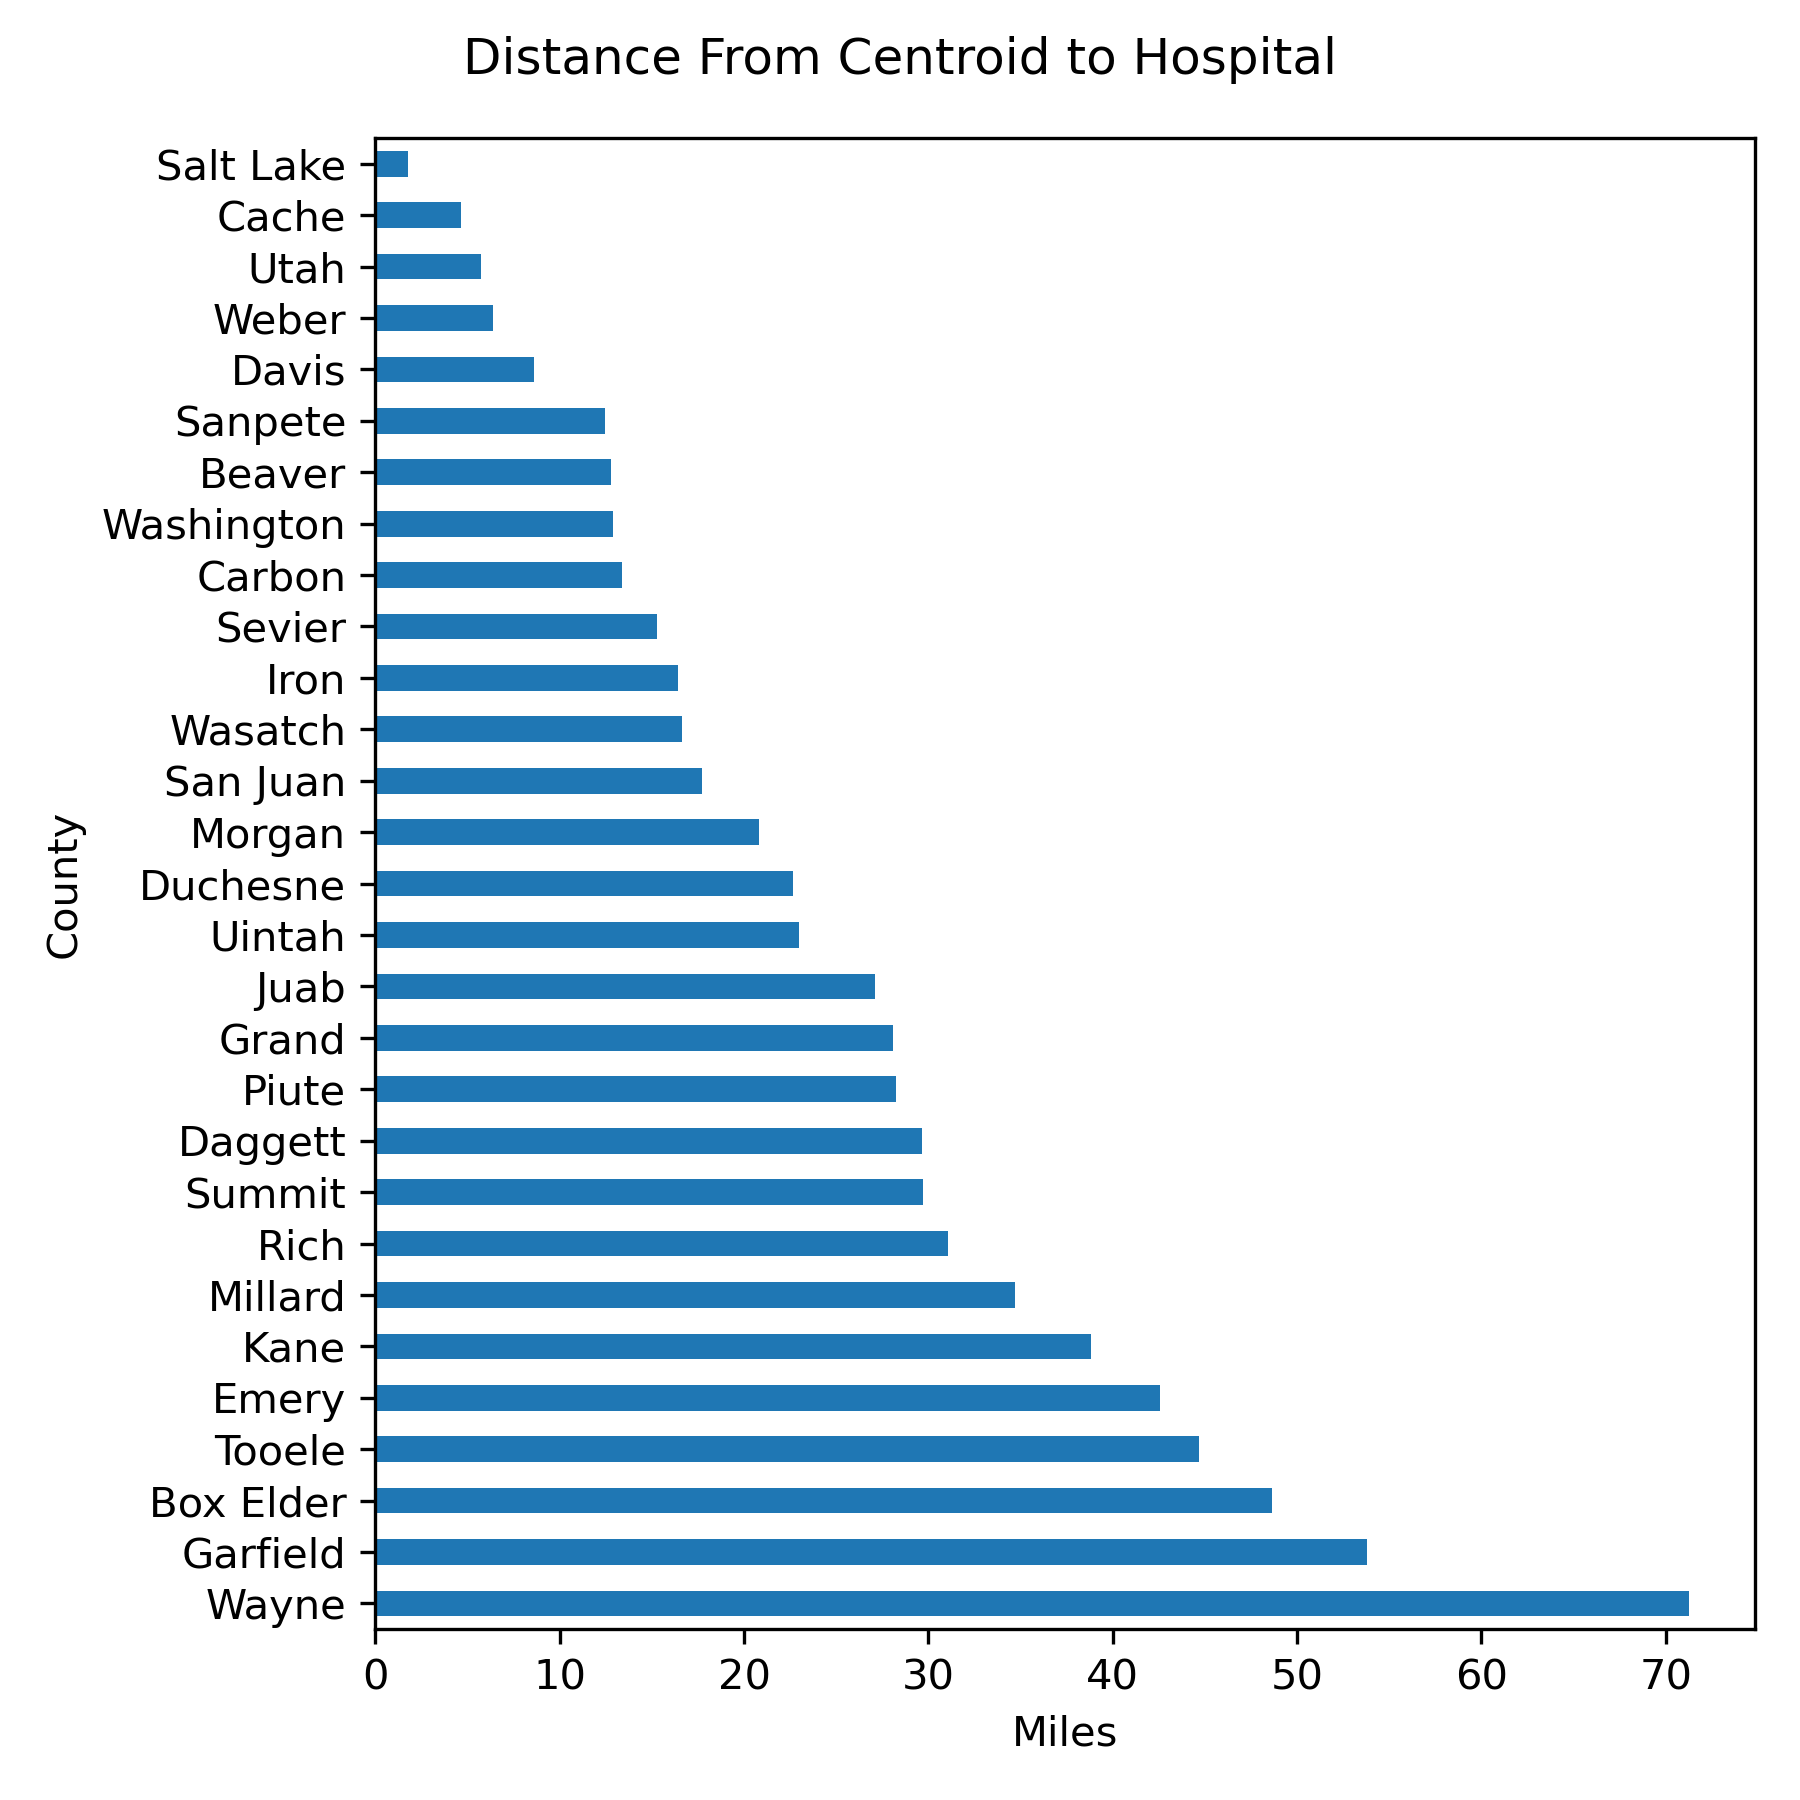 Distance From Centroid to Hospital
Salt Lake
Cache
Utah
Weber
Davis
Sanpete
Beaver
Washington
Carbon
Sevier
Iron
Wasatch
San Juan
Morgan
Duchesne
Uintah
Juab
Grand
Piute
Daggett
Summit
Rich
Millard
Kane
Emery
Tooele
Box Elder
Garfield
Wayne
County
0 10 20 30 40 50 60 70
Miles